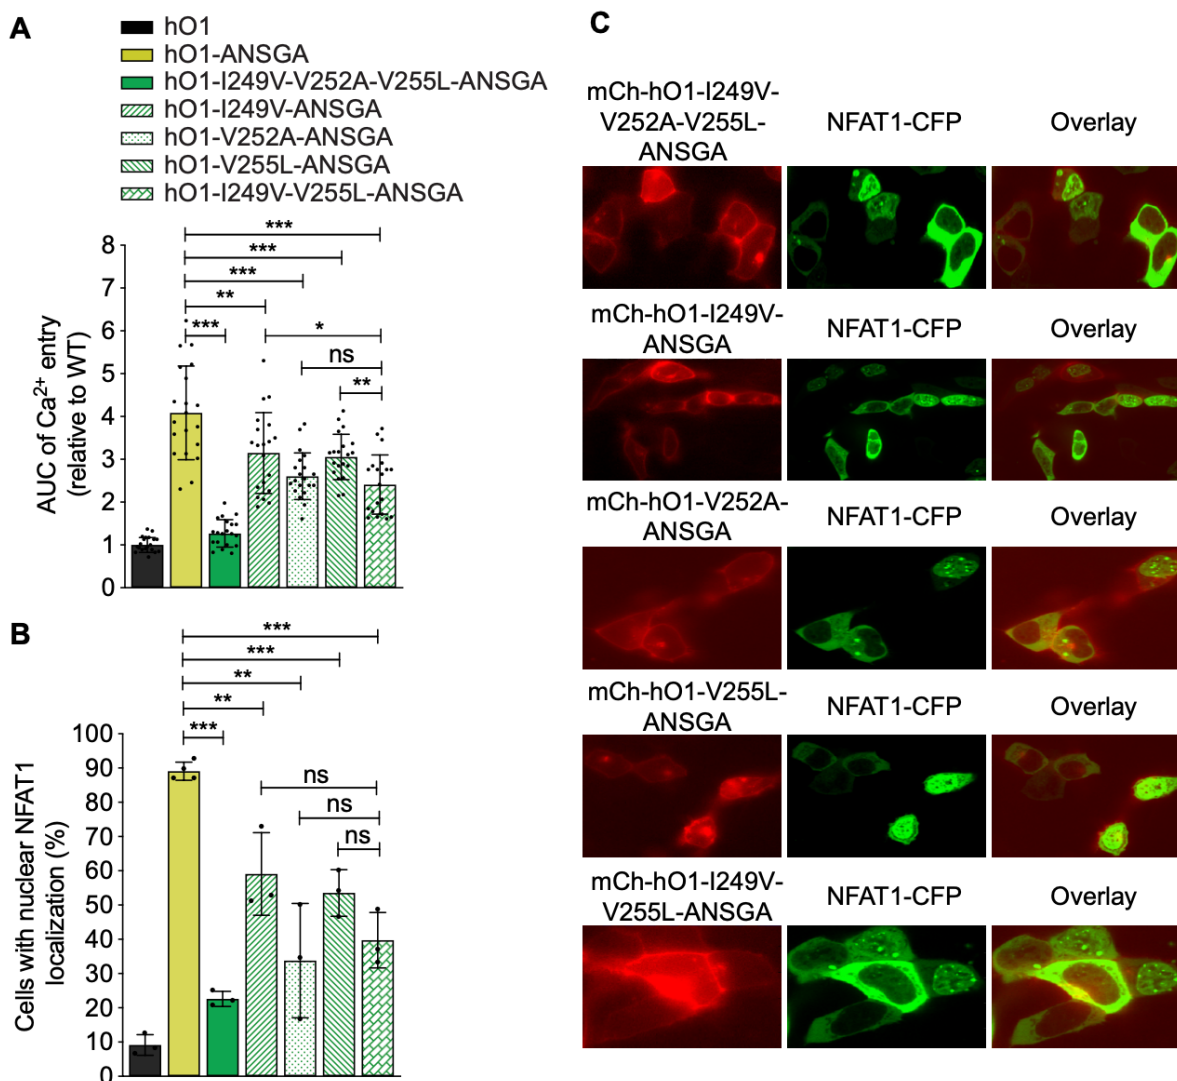 A
hO1
hO1-ANSGA
hO1-I249V-V252A-V255L-ANSGA
hO1-I249V-ANSGA
hO1-V252A-ANSGA
hO1-V255L-ANSGA
hO1-I249V-V255L-ANSGA
***
***
***
**
***
*
ns
**
8
7
6
5
4
3
2
1
0
AUC of Ca2+ entry
(relative to WT)
B
***
***
**
**
***
ns
ns
ns
100
90
80
70
60
50
40
30
20
10
0
Cells with nuclear NFAT1
localization (%)
C
mCh-hO1-I249V-
V252A-V255L-
ANSGA
NFAT1-CFP
Overlay
mCh-hO1-I249V-
ANSGA
NFAT1-CFP
Overlay
mCh-hO1-V252A-
ANSGA
NFAT1-CFP
Overlay
mCh-hO1-V255L-
ANSGA
NFAT1-CFP
Overlay
mCh-hO1-I249V-
V255L-ANSGA
NFAT1-CFP
Overlay